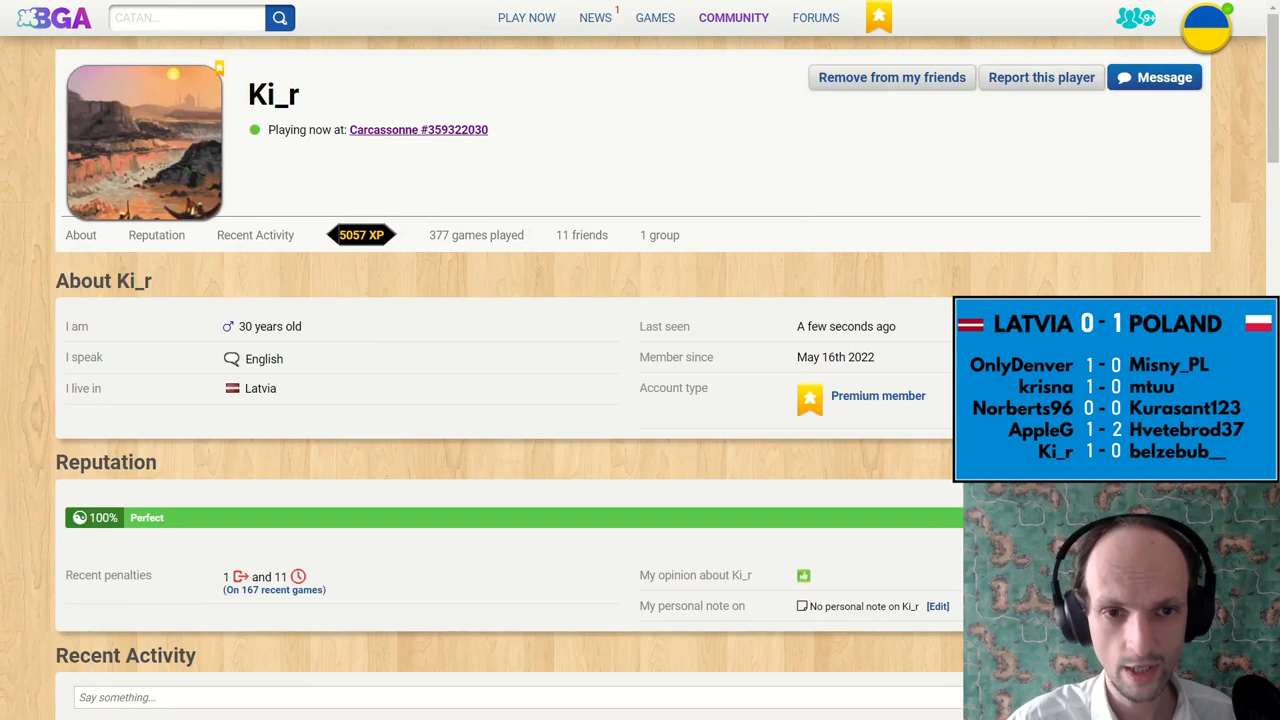 BGA
CATAN...
PLAY NOW
NEWS
1
GAMES
COMMUNITY
FORUMS
9+
Ki_r
Playing now at: Carcassonne #359322030
Remove from my friends
Report this player
Message
About
Reputation
Recent Activity
5057 XP
377 games played
11 friends
1 group
About Ki_r
I am
30 years old
I speak
English
I live in
Latvia
Last seen
A few seconds ago
Member since
May 16th 2022
Account type
Premium member
LATVIA 0 - 1 POLAND
OnlyDenver 1 - 0 Misny_PL
krisna 1 - 0 mtuu
Norberts96 0 - 0 Kurasant123
AppleG 1 - 2 Hvetebrod37
Ki_r 1 - 0 belzebub__
Reputation
100%
Perfect
Recent penalties
1 and 11
(On 167 recent games)
My opinion about Ki_r
My personal note on
No personal note on Ki_r [Edit]
Recent Activity
Say something...